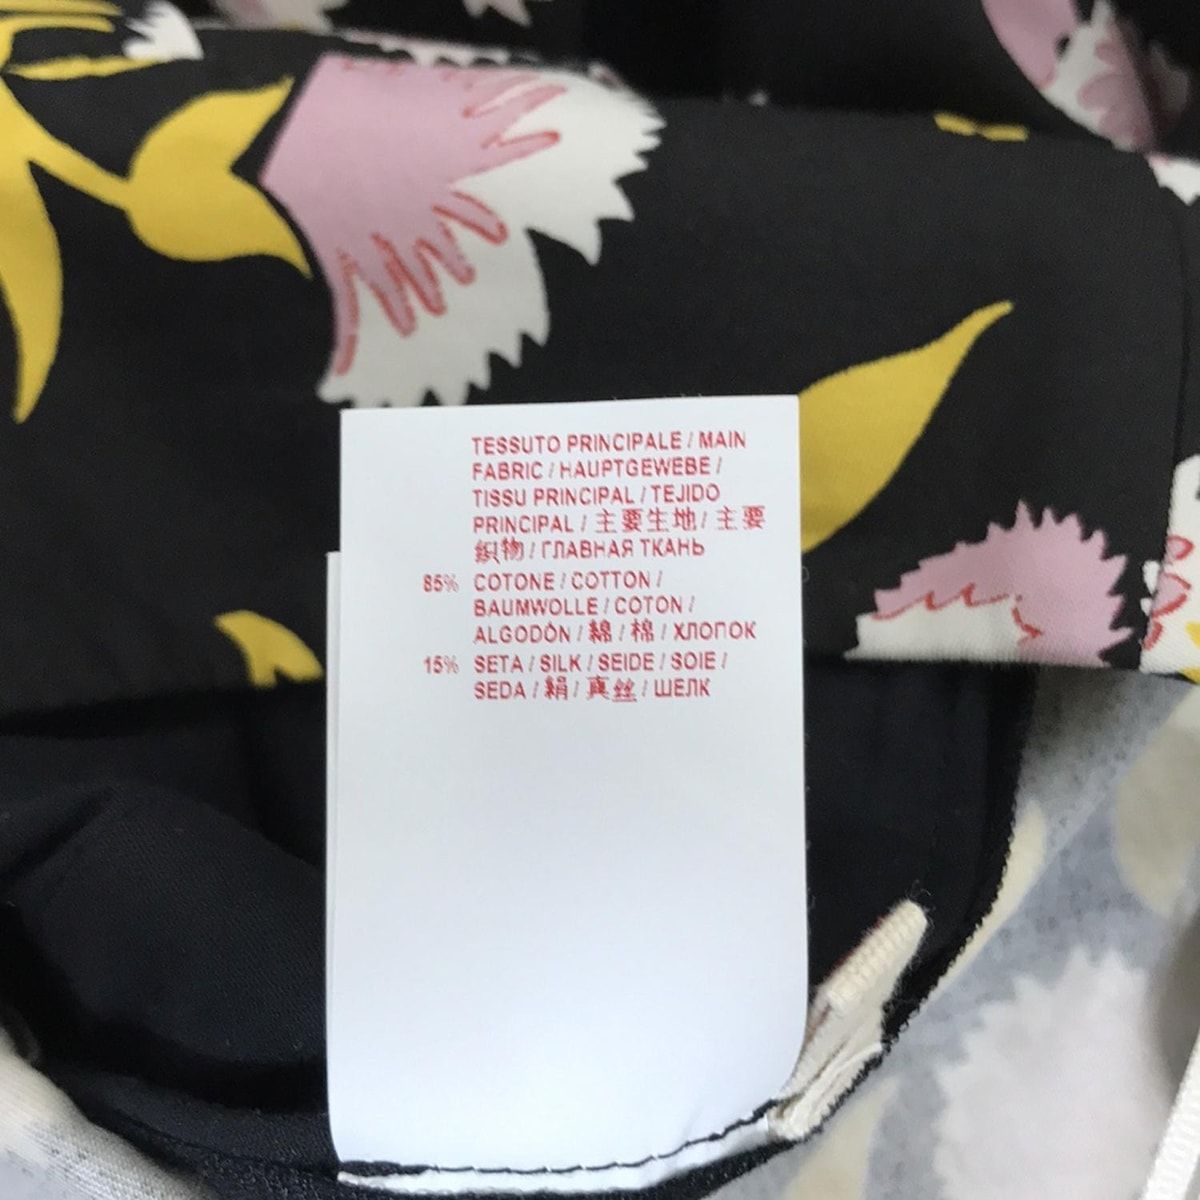 TESSUTO PRINCIPALE / MAIN
FABRIC / HAUPTGEWEBE /
TISSU PRINCIPAL / TEJIDO
PRINCIPAL / 主要生地 / 主要
织物 / ГЛАВНАЯ ТКАНЬ
85% COTONE / COTTON /
BAUMWOLLE / COTON /
ALGODÓN / 綿 / 棉 / ХЛОПОК
15% SETA / SILK / SEIDE / SOIE /
SEDA / 絹 / 真丝 / ШЕЛК